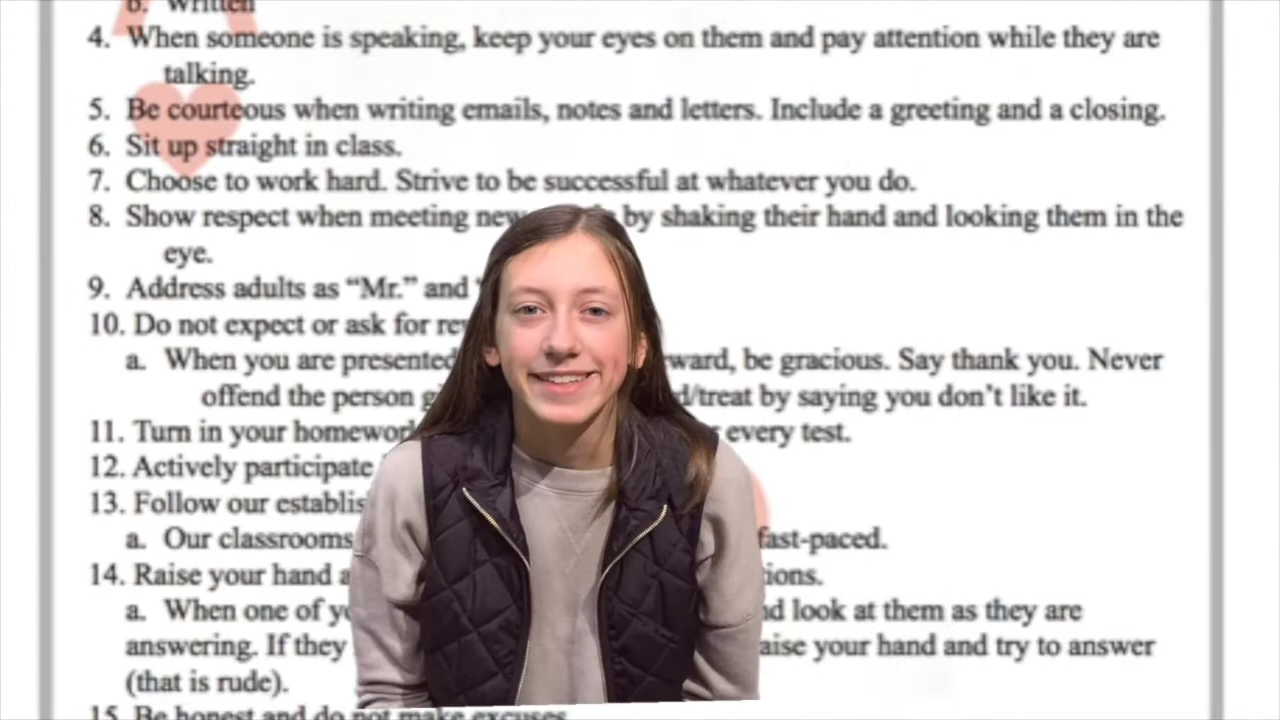 b. Written
4. When someone is speaking, keep your eyes on them and pay attention while they are
talking.
5. Be courteous when writing emails, notes and letters. Include a greeting and a closing.
6. Sit up straight in class.
7. Choose to work hard. Strive to be successful at whatever you do.
8. Show respect when meeting new by shaking their hand and looking them in the
eye.
9. Address adults as “Mr.” and
10. Do not expect or ask for
a. When you are presented be gracious. Say thank you. Never
offend the person by saying you don’t like it.
11. Turn in your homework every test.
12. Actively participate
13. Follow our
a. Our classrooms fast-paced.
14. Raise your hand
a. When one of look at them as they are
answering. If they raise your hand and try to answer
(that is rude).
15. Be honest and do not make excuses.